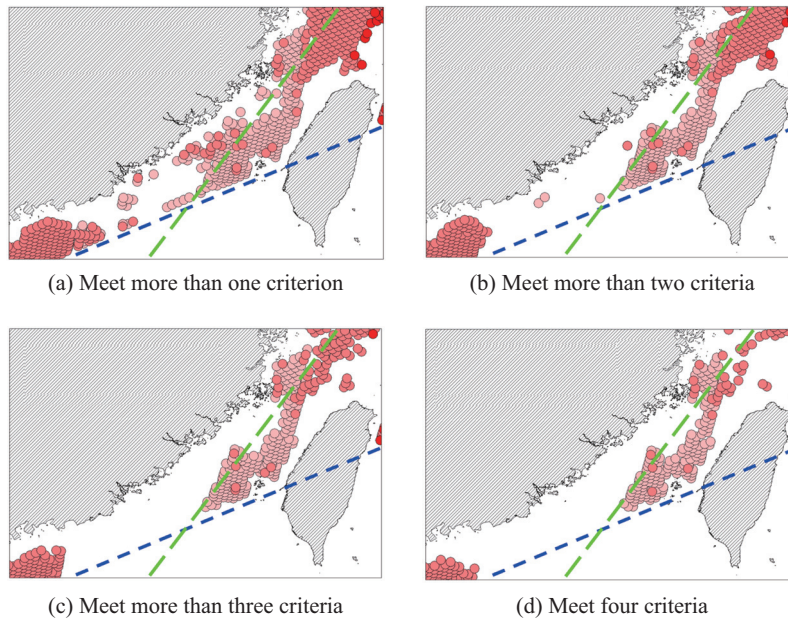 (a) Meet more than one criterion
(b) Meet more than two criteria
(c) Meet more than three criteria
(d) Meet four criteria